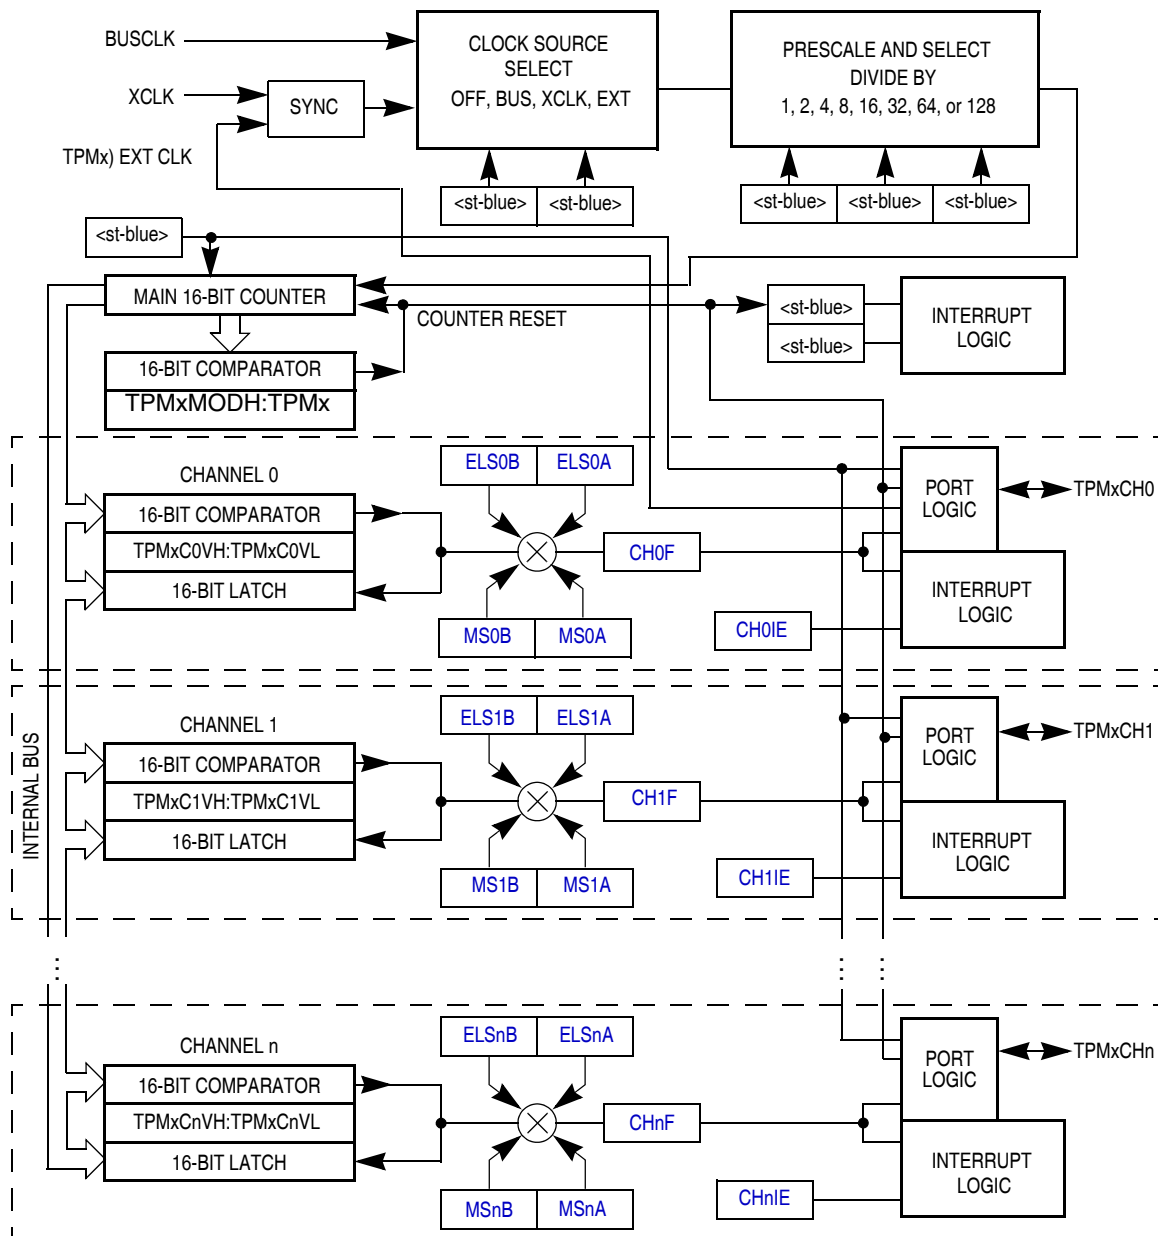 BUSCLK
XCLK
SYNC
TPMx) EXT CLK
CLOCK SOURCE
SELECT
OFF, BUS, XCLK, EXT
PRESCALE AND SELECT
DIVIDE BY
1, 2, 4, 8, 16, 32, 64, or 128
<st-blue> <st-blue>
<st-blue> <st-blue> <st-blue>
<st-blue>
MAIN 16-BIT COUNTER
COUNTER RESET
<st-blue>
<st-blue>
INTERRUPT
LOGIC
16-BIT COMPARATOR
TPMxMODH:TPMx
CHANNEL 0
16-BIT COMPARATOR
TPMxC0VH:TPMxC0VL
16-BIT LATCH
ELS0B ELS0A
CH0F
MS0B MS0A
CH0IE
PORT
LOGIC
TPMxCH0
INTERRUPT
LOGIC
INTERNAL BUS
CHANNEL 1
16-BIT COMPARATOR
TPMxC1VH:TPMxC1VL
16-BIT LATCH
ELS1B ELS1A
CH1F
MS1B MS1A
CH1IE
PORT
LOGIC
TPMxCH1
INTERRUPT
LOGIC
...
... ...
CHANNEL n
16-BIT COMPARATOR
TPMxCnVH:TPMxCnVL
16-BIT LATCH
ELSnB ELSnA
CHnF
MSnB MSnA
CHnIE
PORT
LOGIC
TPMxCHn
INTERRUPT
LOGIC